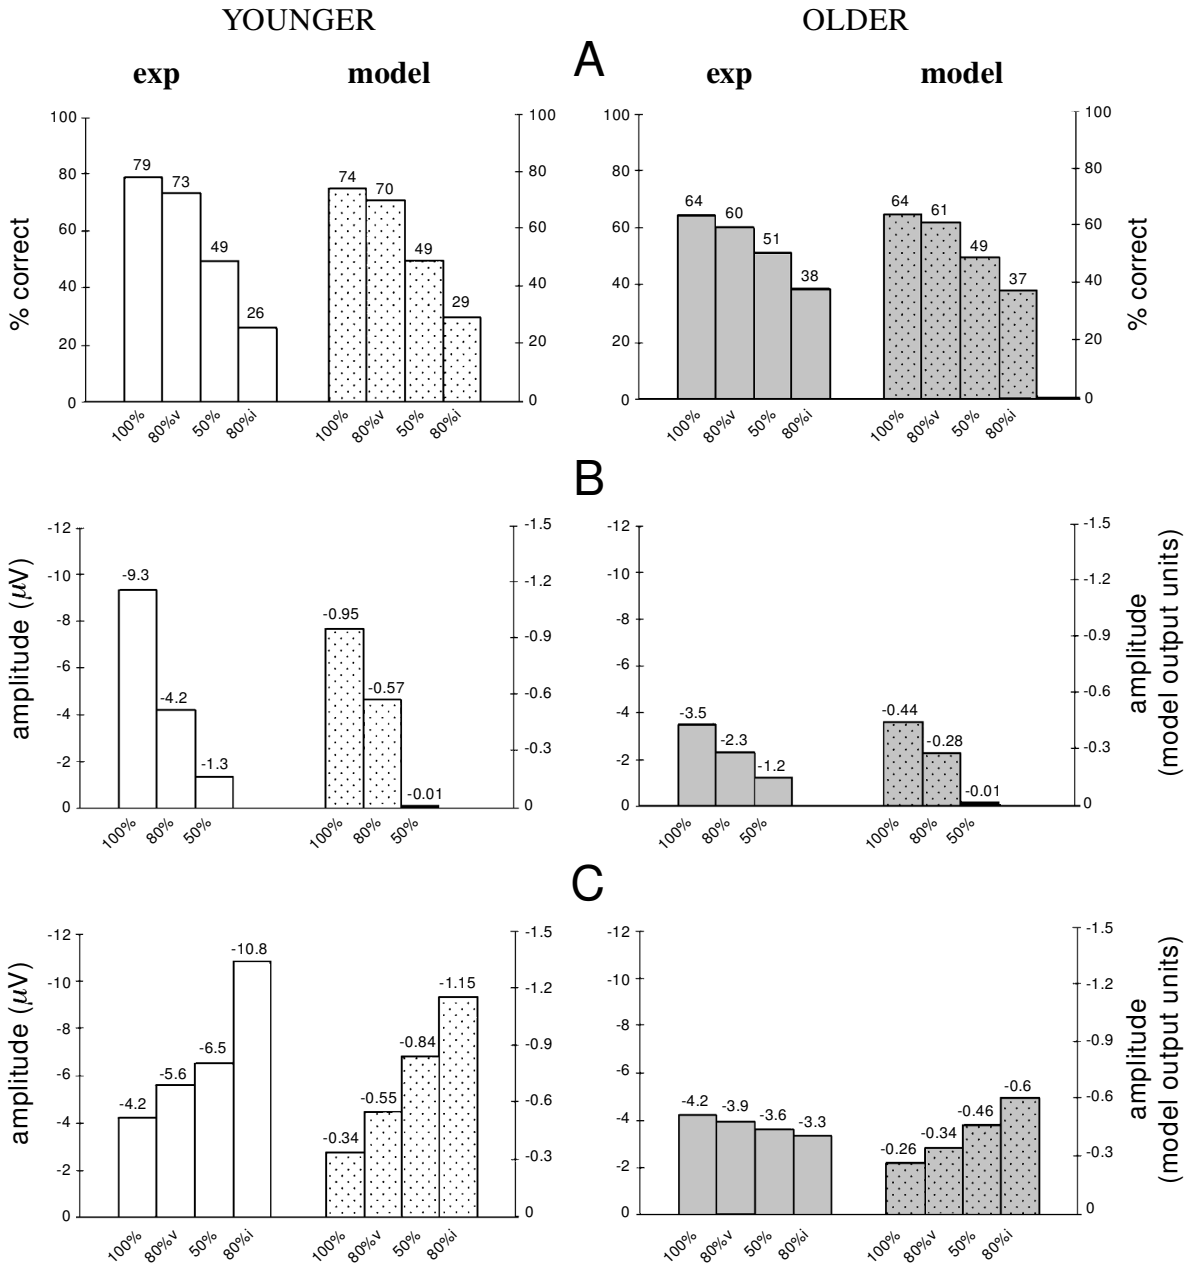 YOUNGER OLDER
A
exp model exp model
100 100 100 100
80 80 80 80
60 60 60 60
40 40 40 40
20 20 20 20
0 0 0 0
% correct
79 73 49 26
74 70 49 29
64 60 51 38
64 61 49 37
% correct
100% 80%v 50% 80%i 100% 80%v 50% 80%i 100% 80%v 50% 80%i 100% 80%v 50% 80%i
B
amplitude (µV)
-12 -10 -8 -6 -4 -2 0
-9.3 -4.2 -1.3
-0.95 -0.57 -0.01
-1.5 -1.2 -0.9 -0.6 -0.3 0
-12 -10 -8 -6 -4 -2 0
-3.5 -2.3 -1.2
-0.44 -0.28 -0.01
-1.5 -1.2 -0.9 -0.6 -0.3 0
amplitude
(model output units)
100% 80% 50% 100% 80% 50% 100% 80% 50% 100% 80% 50%
C
amplitude (µV)
-12 -10 -8 -6 -4 -2 0
-4.2 -5.6 -6.5 -10.8
-0.34 -0.55 -0.84 -1.15
-1.5 -1.2 -0.9 -0.6 -0.3 0
-12 -10 -8 -6 -4 -2 0
-4.2 -3.9 -3.6 -3.3
-0.26 -0.34 -0.46 -0.6
-1.5 -1.2 -0.9 -0.6 -0.3 0
amplitude
(model output units)
100% 80%v 50% 80%i 100% 80%v 50% 80%i 100% 80%v 50% 80%i 100% 80%v 50% 80%i